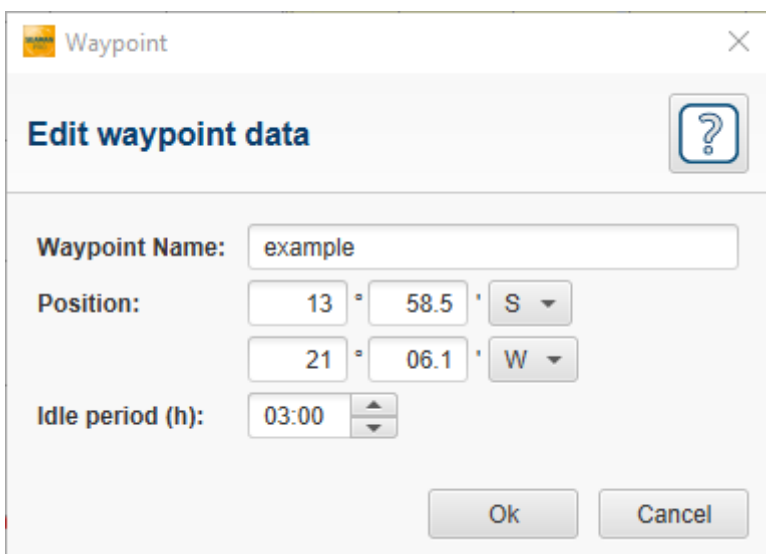 Waypoint
Edit waypoint data
?
Waypoint Name: example
Position: 13 ° 58.5 ' S
21 ° 06.1 ' W
Idle period (h): 03:00
Ok Cancel